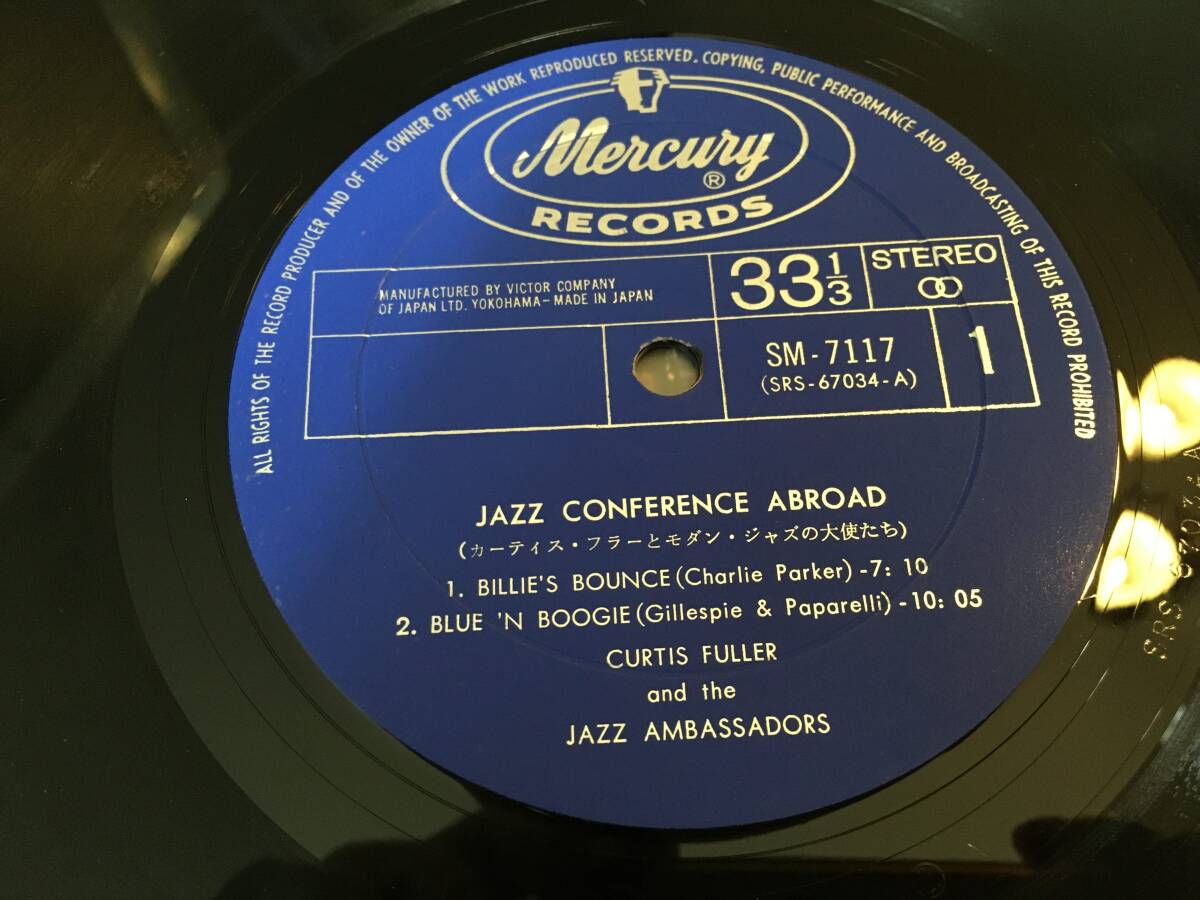 ALL RIGHTS OF THE RECORD PRODUCER AND OF THE OWNER OF THE WORK REPRODUCED RESERVED. COPYING, PUBLIC PERFORMANCE AND BROADCASTING OF THIS RECORD PROHIBITED
Mercury ®
RECORDS
MANUFACTURED BY VICTOR COMPANY
OF JAPAN LTD. YOKOHAMA-MADE IN JAPAN
33 1/3
STEREO
SM-7117
(SRS-67034-A)
1
JAZZ CONFERENCE ABROAD
(カーティス・フラーとモダン・ジャズの大使たち)
1. BILLIE'S BOUNCE (Charlie Parker) -7: 10
2. BLUE 'N BOOGIE (Gillespie & Paparelli) -10: 05
CURTIS FULLER
and the
JAZZ AMBASSADORS
SRS